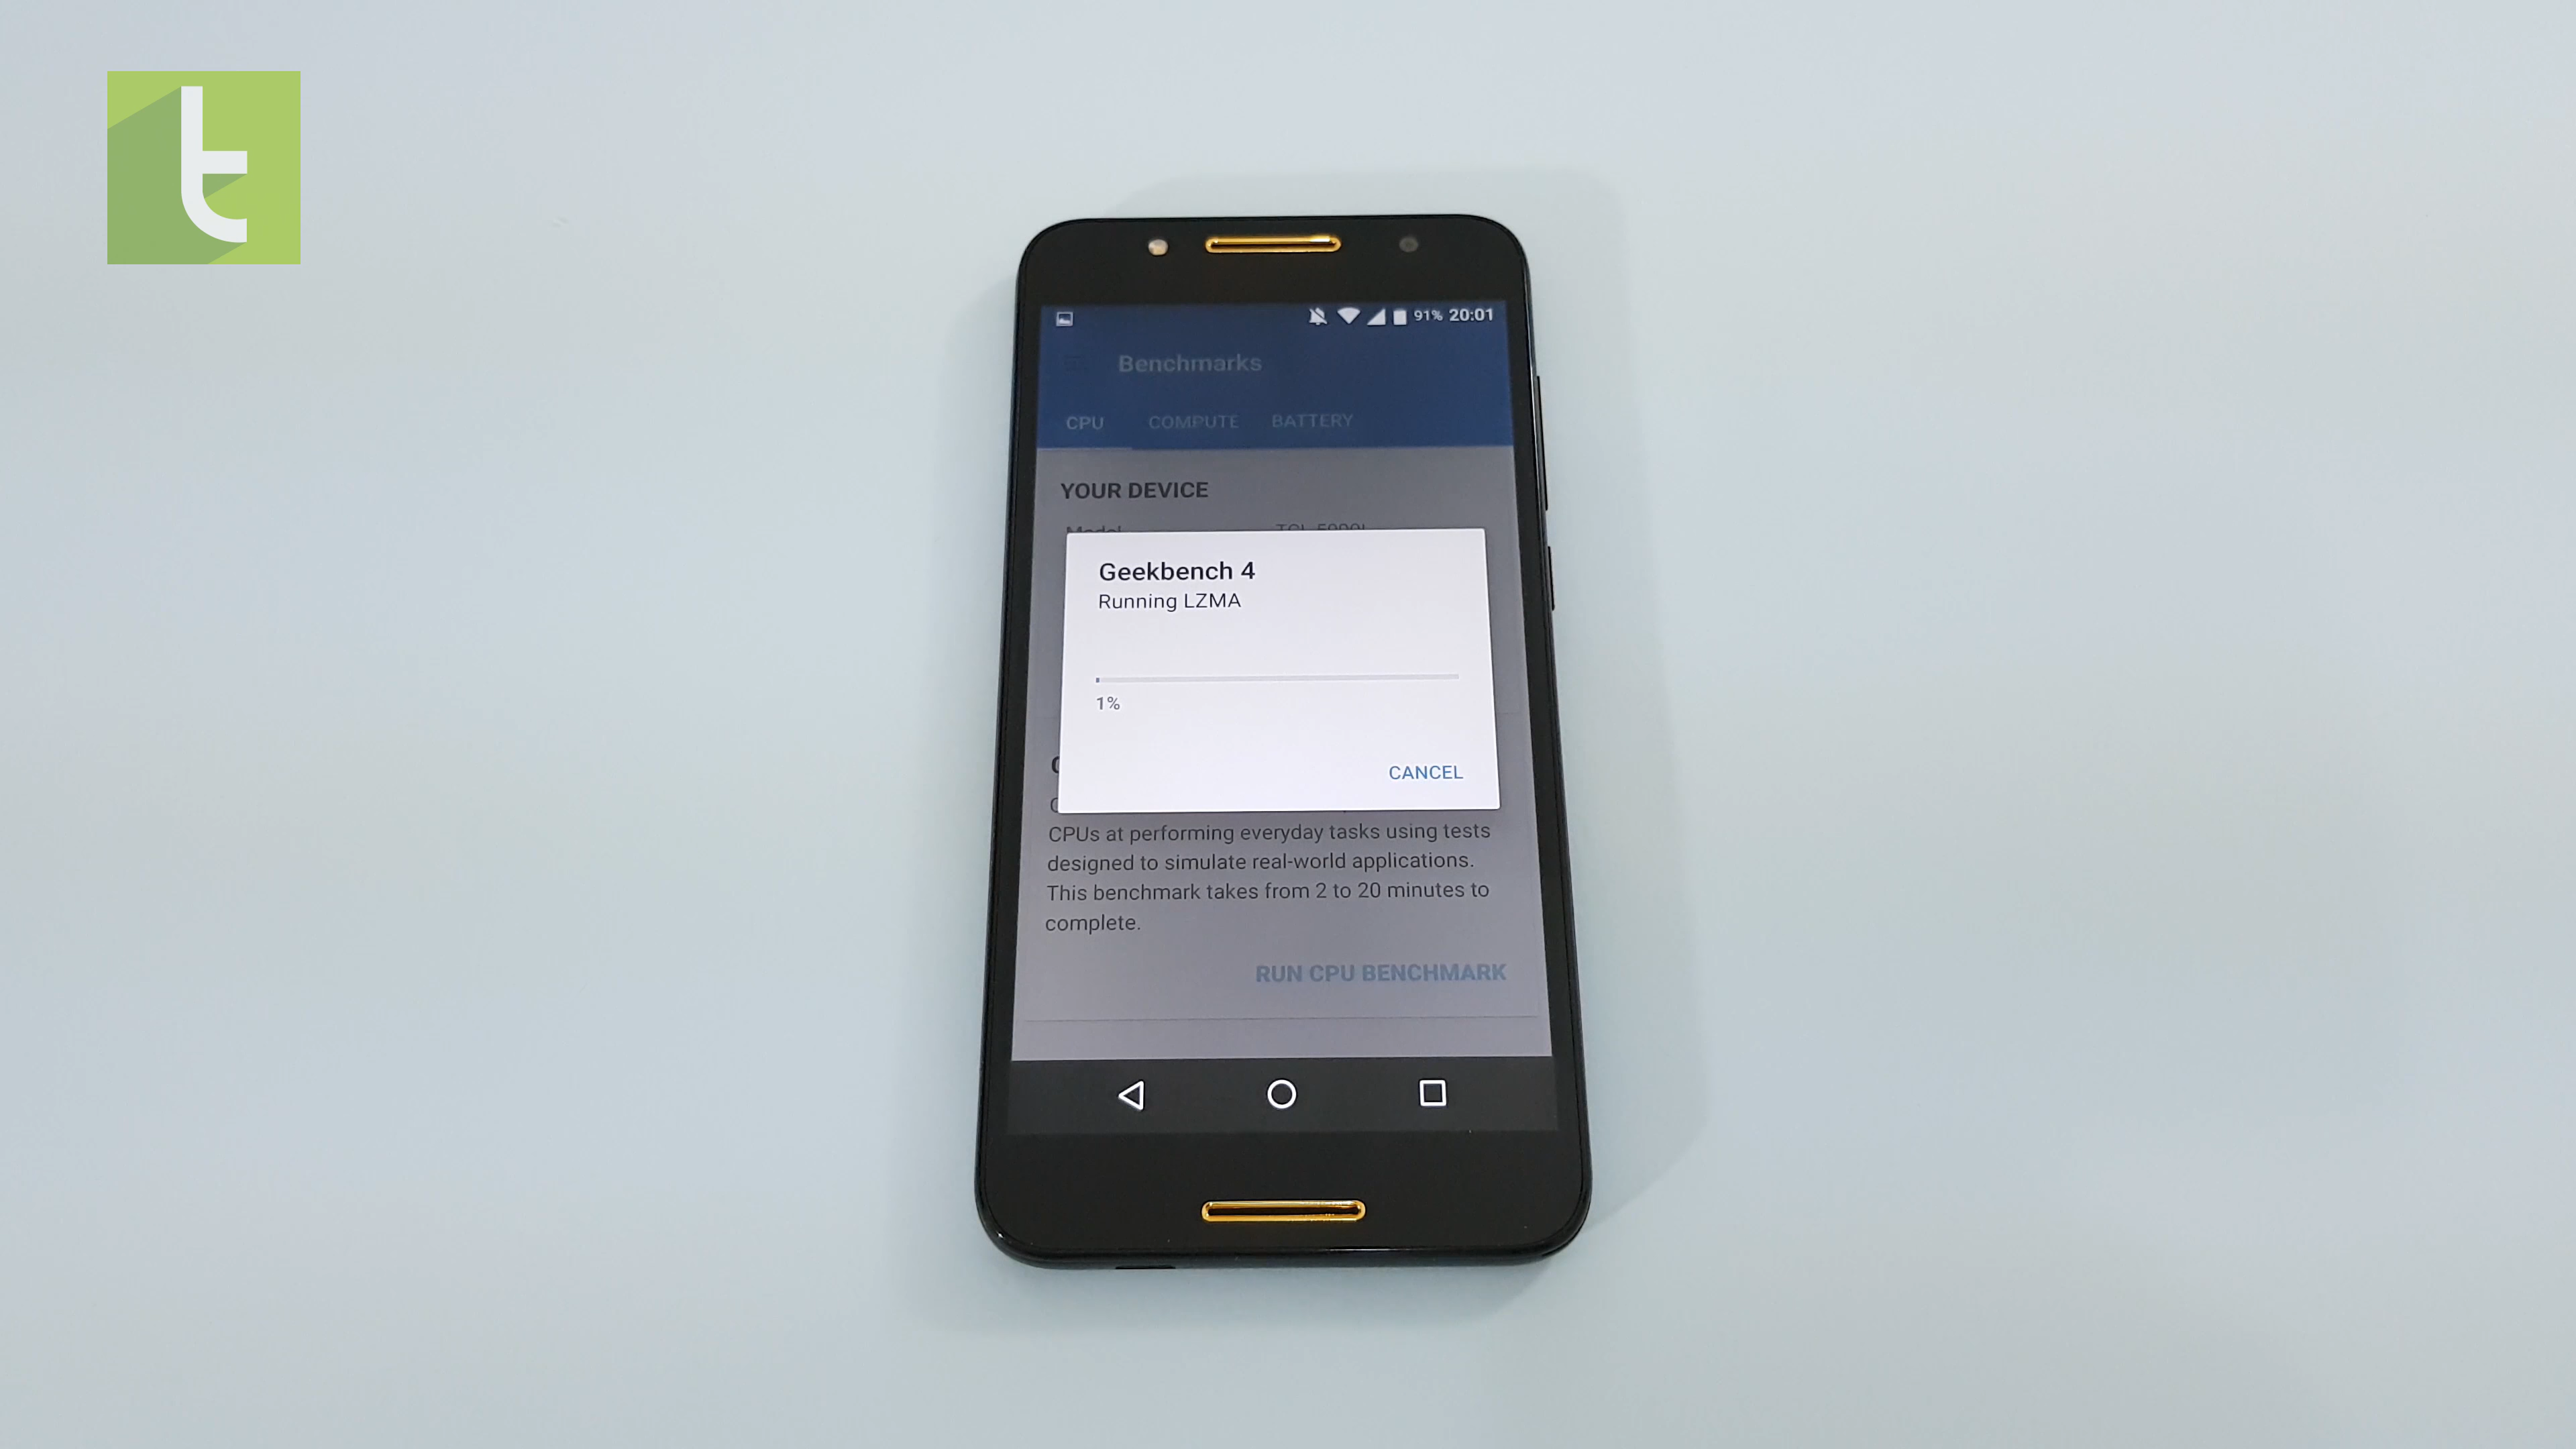 t
91% 20:01
Benchmarks
CPU COMPUTE BATTERY
YOUR DEVICE
Model
Geekbench 4
Running LZMA
1%
CANCEL
CPUs at performing everyday tasks using tests
designed to simulate real-world applications.
This benchmark takes from 2 to 20 minutes to
complete.
RUN CPU BENCHMARK